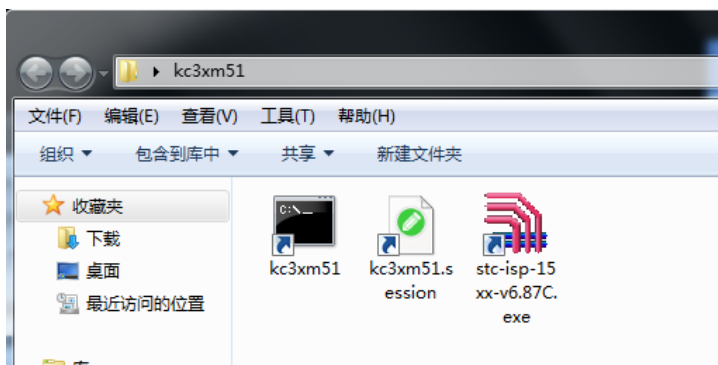 kc3xm51
文件(F) 编辑(E) 查看(V) 工具(T) 帮助(H)
组织 包含到库中 共享 新建文件夹
收藏夹
下载
桌面
最近访问的位置
C:\_
kc3xm51
kc3xm51.s
ession
stc-isp-15
xx-v6.87C.
exe